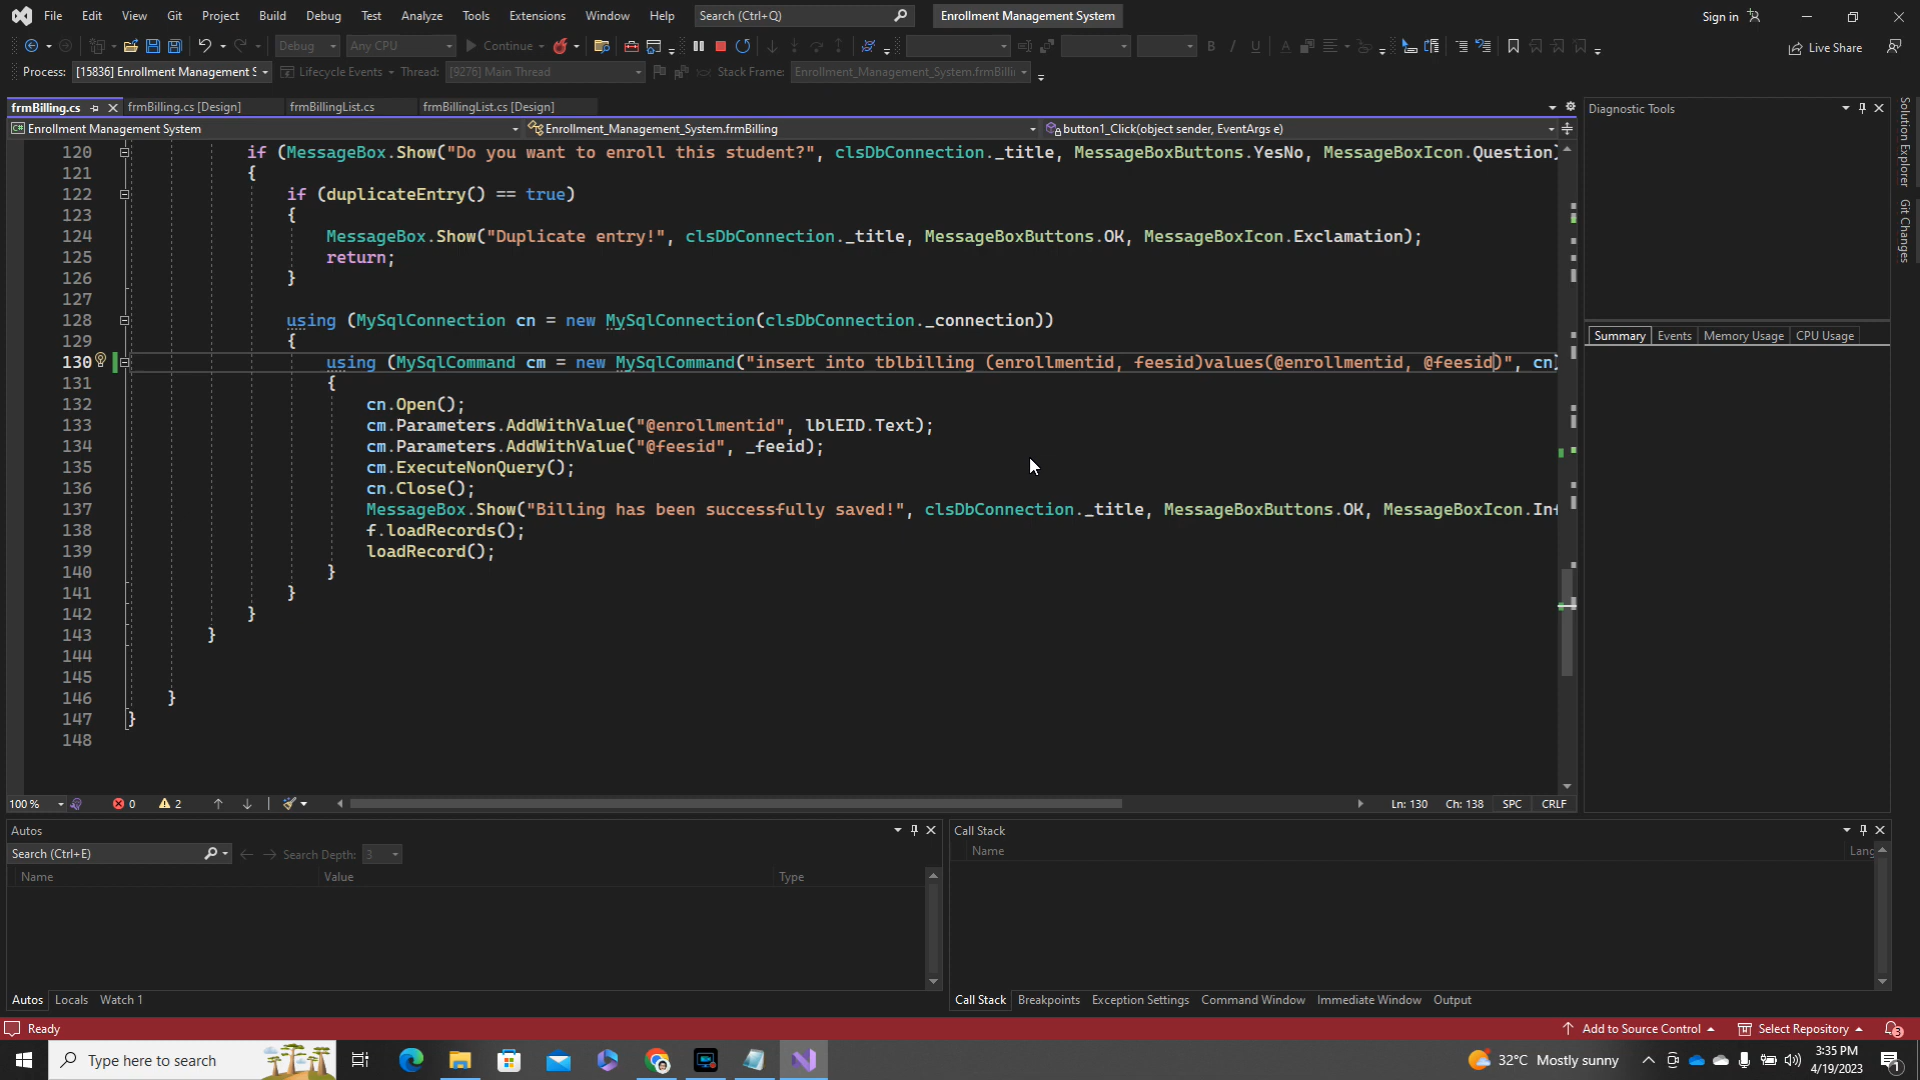 File Edit View Git Project Build Debug Test Analyze Tools Extensions Window Help Search (Ctrl+Q) Enrollment Management System Sign in
Debug Any CPU Continue Live Share
Process: [15836] Enrollment Management S Lifecycle Events Thread: [9276] Main Thread Stack Frame: Enrollment_Management_System.frmBilli
frmBilling.cs frmBilling.cs [Design] frmBillingList.cs frmBillingList.cs [Design] Diagnostic Tools
Enrollment Management System Enrollment_Management_System.frmBilling button1_Click(object sender, EventArgs e)
Solution Explorer
Git Changes
Summary Events Memory Usage CPU Usage
120 if (MessageBox.Show("Do you want to enroll this student?", clsDbConnection._title, MessageBoxButtons.YesNo, MessageBoxIcon.Question)
121 {
122 if (duplicateEntry() == true)
123 {
124 MessageBox.Show("Duplicate entry!", clsDbConnection._title, MessageBoxButtons.OK, MessageBoxIcon.Exclamation);
125 return;
126 }
127
128 using (MySqlConnection cn = new MySqlConnection(clsDbConnection._connection))
129 {
130 using (MySqlCommand cm = new MySqlCommand("insert into tblbilling (enrollmentid, feesid)values(@enrollmentid, @feesid)", cn)
131 {
132 cn.Open();
133 cm.Parameters.AddWithValue("@enrollmentid", lblEID.Text);
134 cm.Parameters.AddWithValue("@feesid", _feeid);
135 cm.ExecuteNonQuery();
136 cn.Close();
137 MessageBox.Show("Billing has been successfully saved!", clsDbConnection._title, MessageBoxButtons.OK, MessageBoxIcon.Inf
138 f.loadRecords();
139 loadRecord();
140 }
141 }
142 }
143 }
144
145
146 }
147 }
148
100 % 0 2 Ln: 130 Ch: 138 SPC CRLF
Autos Call Stack
Search (Ctrl+E) Search Depth: 3 Name Lang
Name Value Type
Autos Locals Watch 1 Call Stack Breakpoints Exception Settings Command Window Immediate Window Output
Ready Add to Source Control Select Repository 3
Type here to search 32°C Mostly sunny 3:35 PM
4/19/2023 1